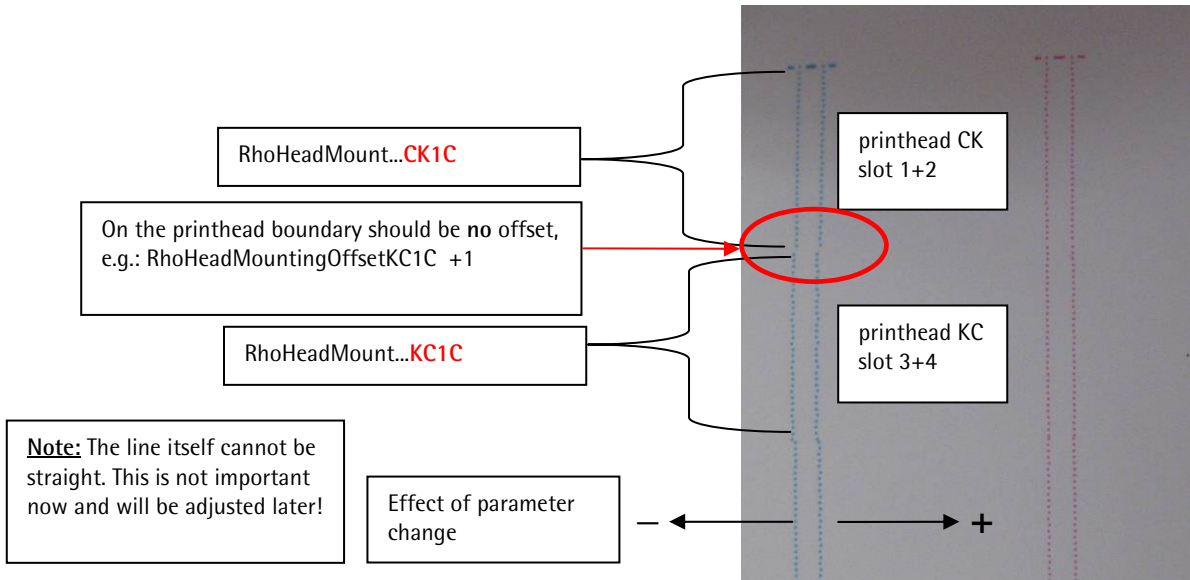 RhoHeadMount...CK1C
printhead CK
slot 1+2
On the printhead boundary should be no offset,
e.g.: RhoHeadMountingOffsetKC1C +1
RhoHeadMount...KC1C
printhead KC
slot 3+4
Note: The line itself cannot be
straight. This is not important
now and will be adjusted later!
Effect of parameter
change
– +